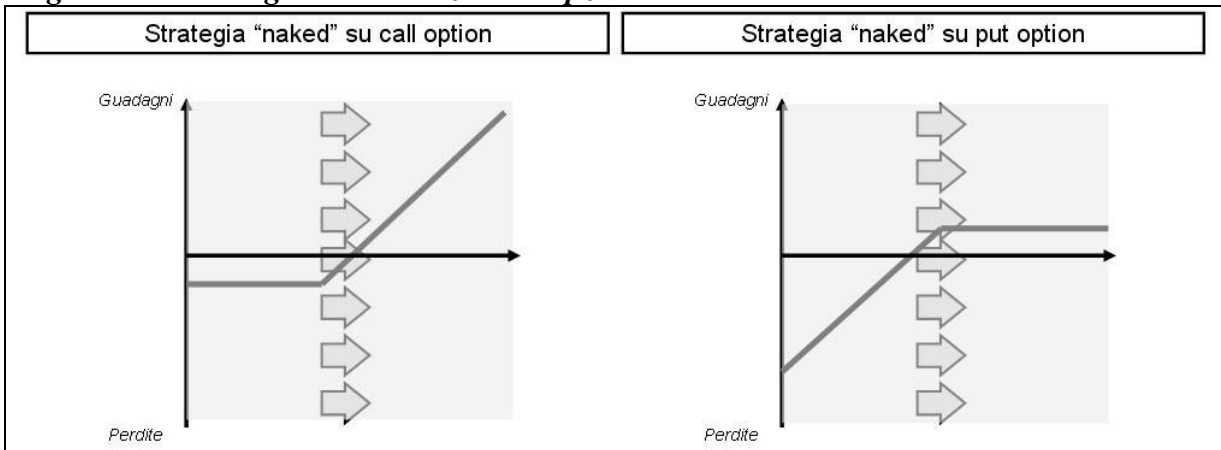 Strategia “naked” su call option
Strategia “naked” su put option
Guadagni
Guadagni
Perdite
Perdite